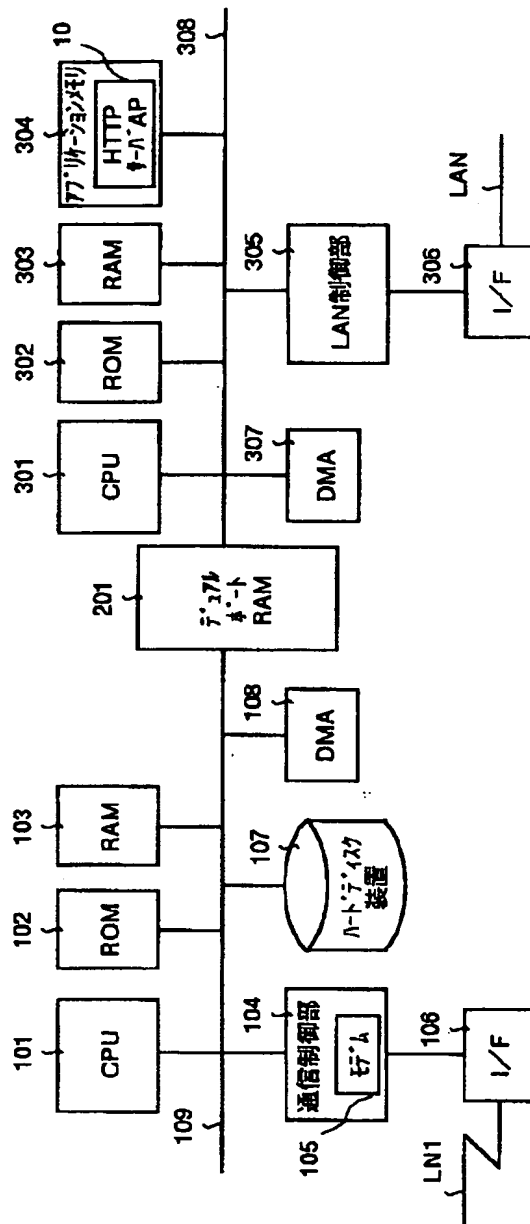 101
CPU
102
ROM
103
RAM
201
ﾃﾞｭｱﾙ
ﾎﾟｰﾄ
RAM
301
CPU
302
ROM
303
RAM
304
ｱﾌﾟﾘｹｰｼｮﾝﾒﾓﾘ
HTTP
ｻｰﾊﾞAP
10
109
308
104
通信制御部
ﾓﾃﾞﾑ
105
107
ﾊｰﾄﾞﾃﾞｨｽｸ
装置
108
DMA
307
DMA
305
LAN制御部
LN1
106
I/F
306
I/F
LAN